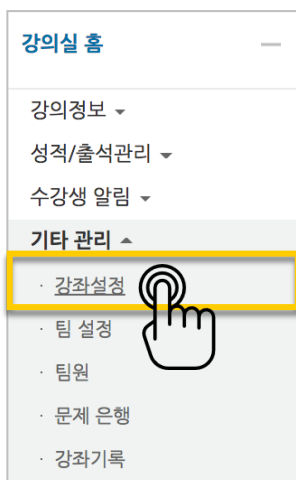 강의실 홈
강의정보
성적/출석관리
수강생 알림
기타 관리
· 강좌설정
· 팀 설정
· 팀원
· 문제 은행
· 강좌기록